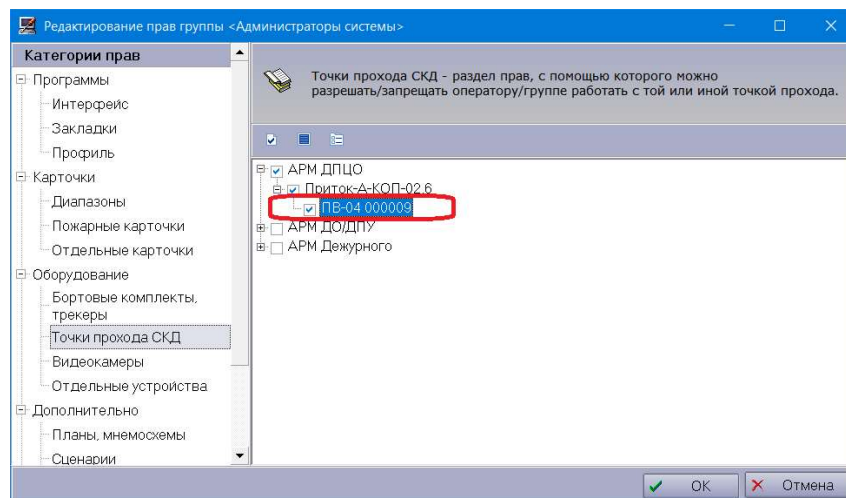 Редактирование прав группы <Администраторы системы>
Категории прав
Программы
Интерфейс
Закладки
Профиль
Карточки
Диапазоны
Пожарные карточки
Отдельные карточки
Оборудование
Бортовые комплекты,
трекеры
Точки прохода СКД
Видеокамеры
Отдельные устройства
Дополнительно
Планы, мнемосхемы
Сценарии
Точки прохода СКД - раздел прав, с помощью которого можно
разрешать/запрещать оператору/группе работать с той или иной точкой прохода.
АРМ ДПЦО
Приток-А-КОП-02.6
ПВ-04 000009
АРМ ДО/ДПУ
АРМ Дежурного
ОК
Отмена